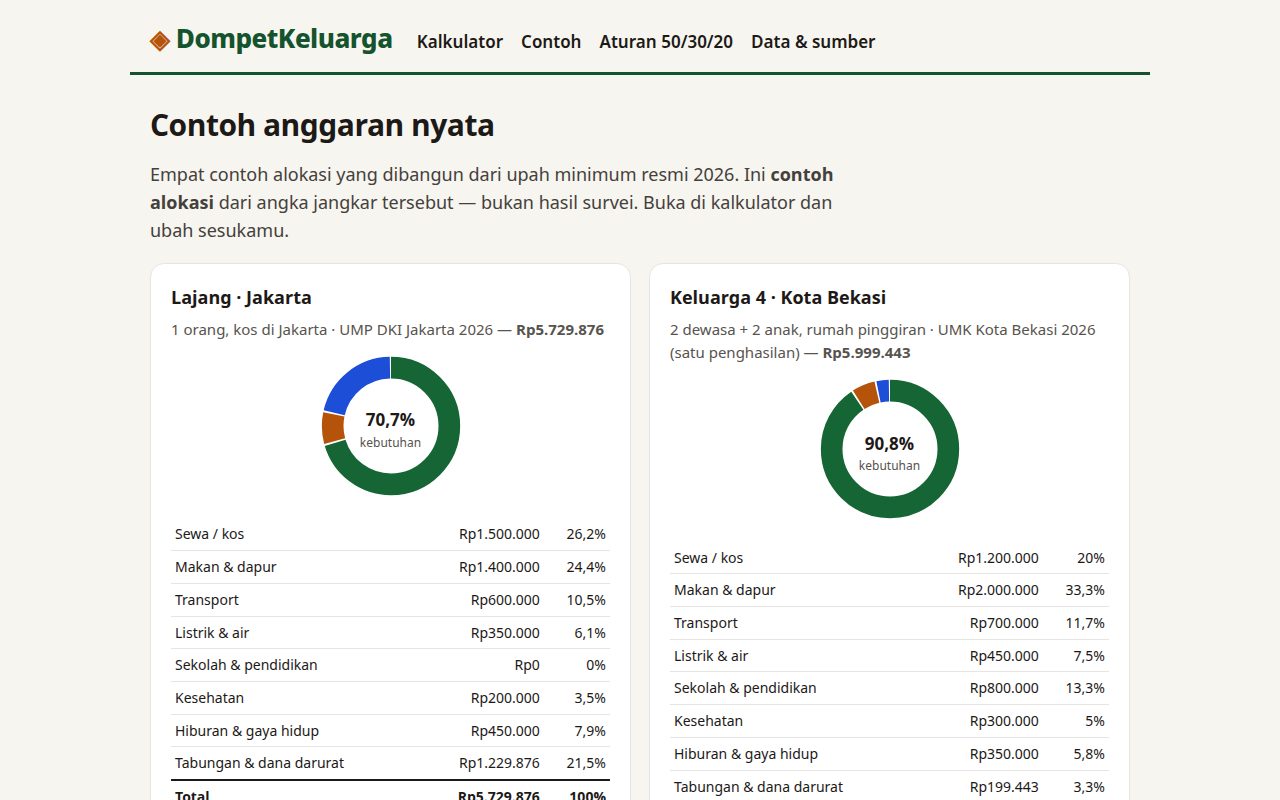 ◈ DompetKeluarga
Kalkulator
Contoh
Aturan 50/30/20
Data & sumber
Contoh anggaran nyata
Empat contoh alokasi yang dibangun dari upah minimum resmi 2026. Ini contoh
alokasi dari angka jangkar tersebut — bukan hasil survei. Buka di kalkulator dan
ubah sesukamu.
Lajang · Jakarta
1 orang, kos di Jakarta · UMP DKI Jakarta 2026 — Rp5.729.876
70,7%
kebutuhan
Sewa / kos Rp1.500.000 26,2%
Makan & dapur Rp1.400.000 24,4%
Transport Rp600.000 10,5%
Listrik & air Rp350.000 6,1%
Sekolah & pendidikan Rp0 0%
Kesehatan Rp200.000 3,5%
Hiburan & gaya hidup Rp450.000 7,9%
Tabungan & dana darurat Rp1.229.876 21,5%
Total Rp5.729.876 100%
Keluarga 4 · Kota Bekasi
2 dewasa + 2 anak, rumah pinggiran · UMK Kota Bekasi 2026
(satu penghasilan) — Rp5.999.443
90,8%
kebutuhan
Sewa / kos Rp1.200.000 20%
Makan & dapur Rp2.000.000 33,3%
Transport Rp700.000 11,7%
Listrik & air Rp450.000 7,5%
Sekolah & pendidikan Rp800.000 13,3%
Kesehatan Rp300.000 5%
Hiburan & gaya hidup Rp350.000 5,8%
Tabungan & dana darurat Rp199.443 3,3%